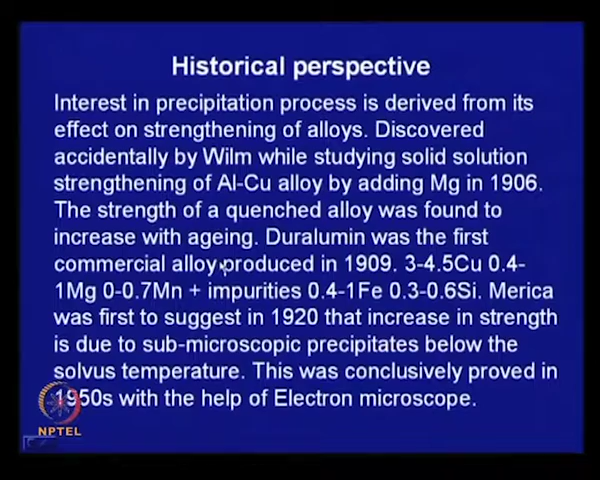 Historical perspective
Interest in precipitation process is derived from its
effect on strengthening of alloys. Discovered
accidentally by Wilm while studying solid solution
strengthening of Al-Cu alloy by adding Mg in 1906.
The strength of a quenched alloy was found to
increase with ageing. Duralumin was the first
commercial alloy produced in 1909. 3-4.5Cu 0.4-
1Mg 0-0.7Mn + impurities 0.4-1Fe 0.3-0.6Si. Merica
was first to suggest in 1920 that increase in strength
is due to sub-microscopic precipitates below the
solvus temperature. This was conclusively proved in
1950s with the help of Electron microscope.
NPTEL